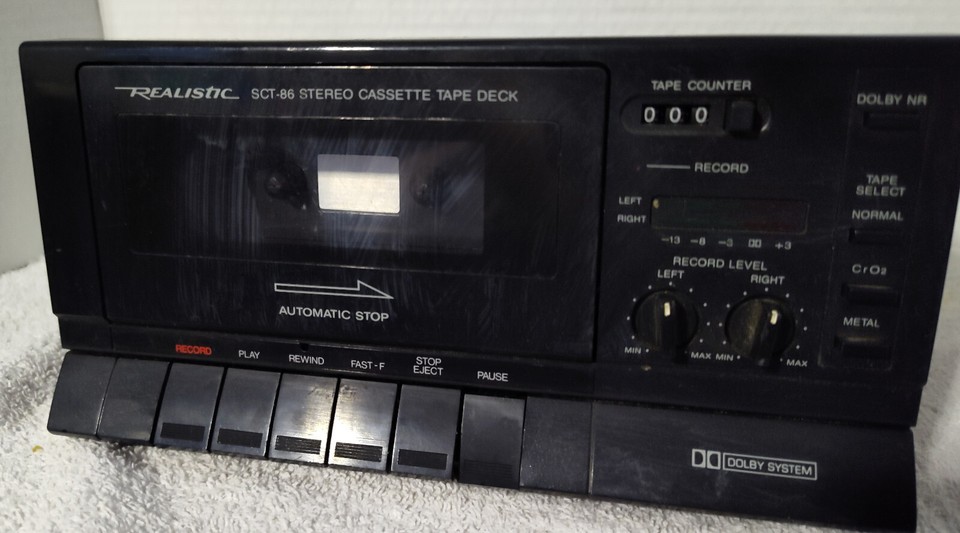 REALISTIC SCT-86 STEREO CASSETTE TAPE DECK
AUTOMATIC STOP
TAPE COUNTER
000
RECORD
LEFT
RIGHT
-13 -8 -3 0 +3
RECORD LEVEL
LEFT RIGHT
MIN MAX MIN MAX
DOLBY NR
TAPE
SELECT
NORMAL
CrO2
METAL
RECORD
PLAY
REWIND
FAST-F
STOP
EJECT
PAUSE
DOLBY SYSTEM